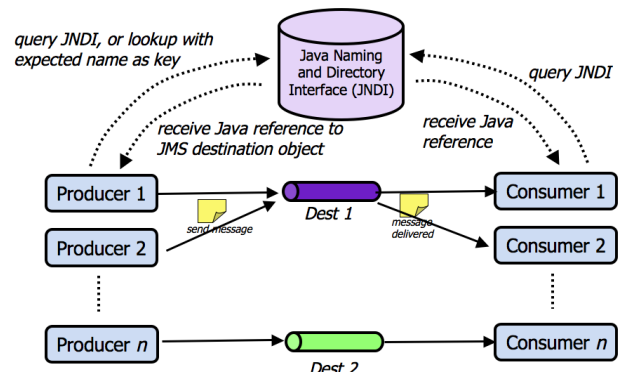 query JNDI, or lookup with
expected name as key
Java Naming
and Directory
Interface (JNDI)
query JNDI
receive Java reference to
JMS destination object
receive Java
reference
Producer 1
Dest 1
Consumer 1
send message
message
delivered
Producer 2
Consumer 2
Producer n
Dest 2
Consumer n